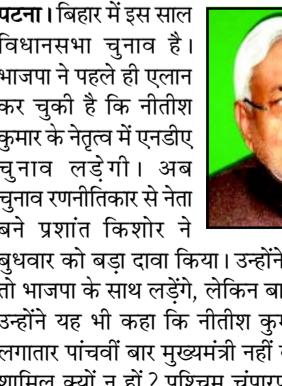 पटना। बिहार में इस साल
विधानसभा चुनाव है।
भाजपा ने पहले ही एलान
कर चुकी है कि नीतीश
कुमार के नेतृत्व में एनडीए
चुनाव लड़ेगी। अब
चुनाव रणनीतिकार से नेता
बने प्रशांत किशोर ने
बुधवार को बड़ा दावा किया। उन्होंने
तो भाजपा के साथ लड़ेंगे, लेकिन
उन्होंने यह भी कहा कि नीतीश
लगातार पांचवीं बार मुख्यमंत्री नहीं
शामिल क्यों न हों? पश्चिम